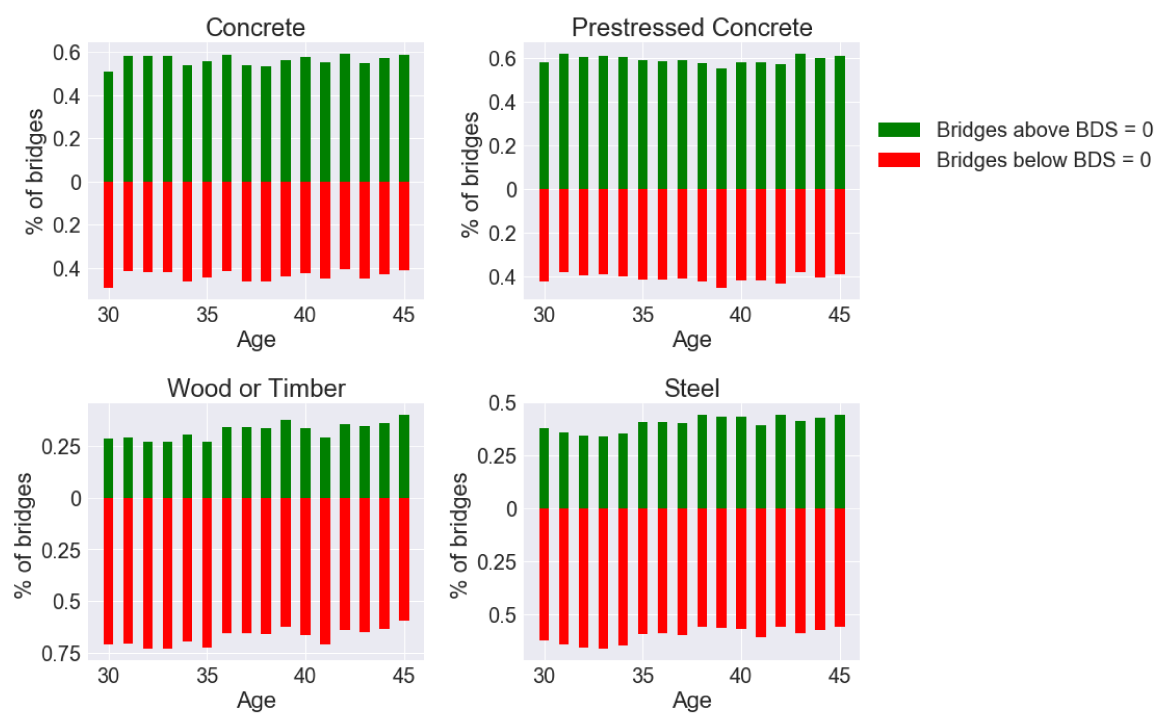 Concrete
% of bridges
0.6
0.4
0.2
0
0.2
0.4
30 35 40 45
Age
Prestressed Concrete
% of bridges
0.6
0.4
0.2
0
0.2
0.4
30 35 40 45
Age
Bridges above BDS = 0
Bridges below BDS = 0
Wood or Timber
% of bridges
0.25
0
0.25
0.5
0.75
30 35 40 45
Age
Steel
% of bridges
0.5
0.25
0
0.25
0.5
30 35 40 45
Age